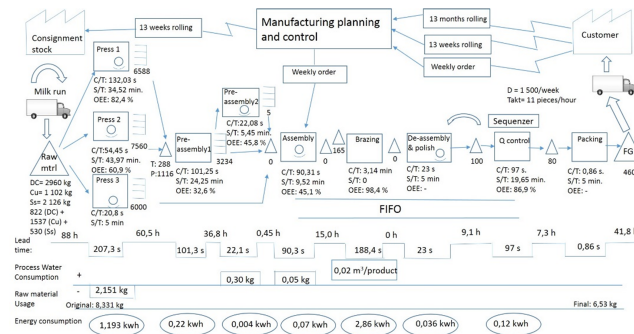 Consignment
stock
13 weeks rolling
Manufacturing planning
and control
13 months rolling
13 weeks rolling
Weekly order
Customer
Weekly order
Milk run
Press 1
6588
C/T: 132,03 s
S/T: 34,52 min.
OEE: 82,4 %
Press 2
7560
C/T:54,45 s
S/T: 43,97 min.
OEE: 60,9 %
Press 3
6000
C/T:20,8 s
S/T: 5 min
Raw
mtrl
DC= 2960 kg
Cu= 1 102 kg
Ss= 2 126 kg
822 (DC) +
1537 (Cu) +
530 (Ss)
T: 288
P:1116
Pre-
assembly1
3234
C/T: 101,25 s
S/T: 24,25 min
OEE: 32,6 %
Pre-
assembly2
5
C/T:22,08 s
S/T: 5,45 min.
OEE: 45,8 %
0
Assembly
C/T: 90,31 s
S/T: 9,52 min
OEE: 45,1 %
0
165
Brazing
C/T: 3,14 min
S/T: 0
OEE: 98,4 %
0
De-assembly
& polish
C/T: 23 s
S/T: 5 min
OEE: -
100
D = 1 500/week
Takt= 11 pieces/hour
Sequenzer
Q control
C/T: 97 s.
S/T: 19,65 min.
OEE: 86,9 %
80
Packing
C/T: 0,86 s.
S/T: 5 min.
OEE: -
FG
460
FIFO
Lead
time:
88 h
207,3 s
60,5 h
101,3 s
36,8 h
22,1 s
0,45 h
90,3 s
15,0 h
188,4 s
0 h
23 s
9,1 h
97 s
7,3 h
0,86 s
41,8 h
Process Water
Consumption
+
0,30 kg
0,05 kg
0,02 m³/product
Raw material
Usage
-
2,151 kg
Original: 8,331 kg
Final: 6,53 kg
Energy consumption
1,193 kwh
0,22 kwh
0,004 kwh
0,07 kwh
2,86 kwh
0,036 kwh
0,12 kwh